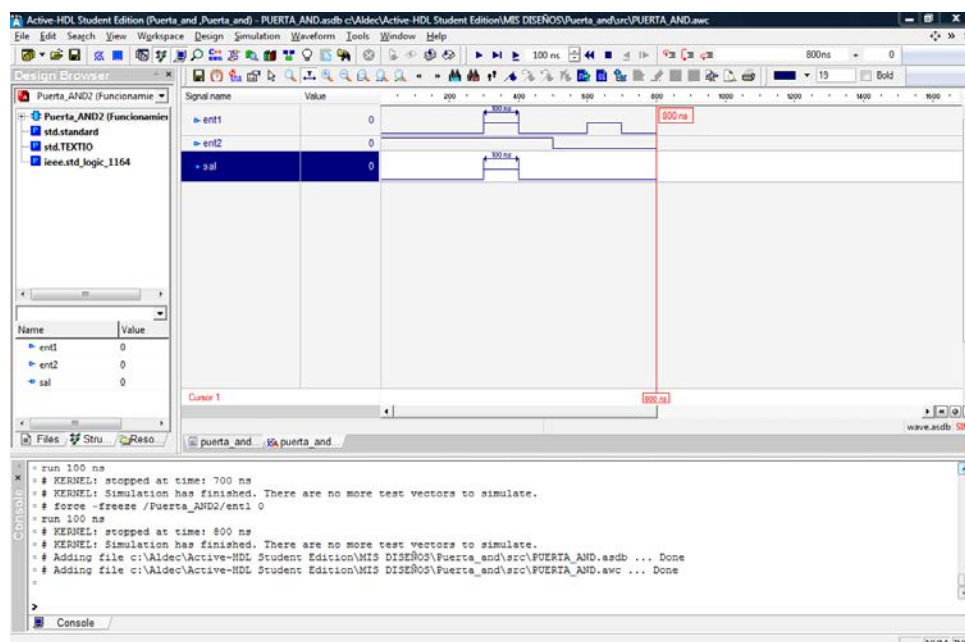 Active-HDL Student Edition (Puerta_and ,Puerta_and) - PUERTA_AND.asdb c:\Aldec\Active-HDL Student Edition\MIS DISEÑOS\Puerta_and\src\PUERTA_AND.awc
File Edit Search View Workspace Design Simulation Waveform Tools Window Help
100 ns 800ns 0
Design Browser 19 Bold
Puerta_AND2 (Funcionamie Signal name Value 200 400 600 800 1000 1200 1400 1600
Puerta_AND2 (Funcionamien ent1 0 100 ns 800 ns
std.standard
std.TEXTIO ent2 0
ieee.std_logic_1164 sal 0 100 ns
Name Value
ent1 0
ent2 0
sal 0
Cursor 1 800 ns
wave.asdb
Files Stru... Reso... puerta_and... puerta_and...
run 100 ns
# KERNEL: stopped at time: 700 ns
# KERNEL: Simulation has finished. There are no more test vectors to simulate.
# force -freeze /Puerta_AND2/ent1 0
run 100 ns
# KERNEL: stopped at time: 800 ns
# KERNEL: Simulation has finished. There are no more test vectors to simulate.
# Adding file c:\Aldec\Active-HDL Student Edition\MIS DISEÑOS\Puerta_and\src\PUERTA_AND.asdb ... Done
# Adding file c:\Aldec\Active-HDL Student Edition\MIS DISEÑOS\Puerta_and\src\PUERTA_AND.awc ... Done
>
Console
Console